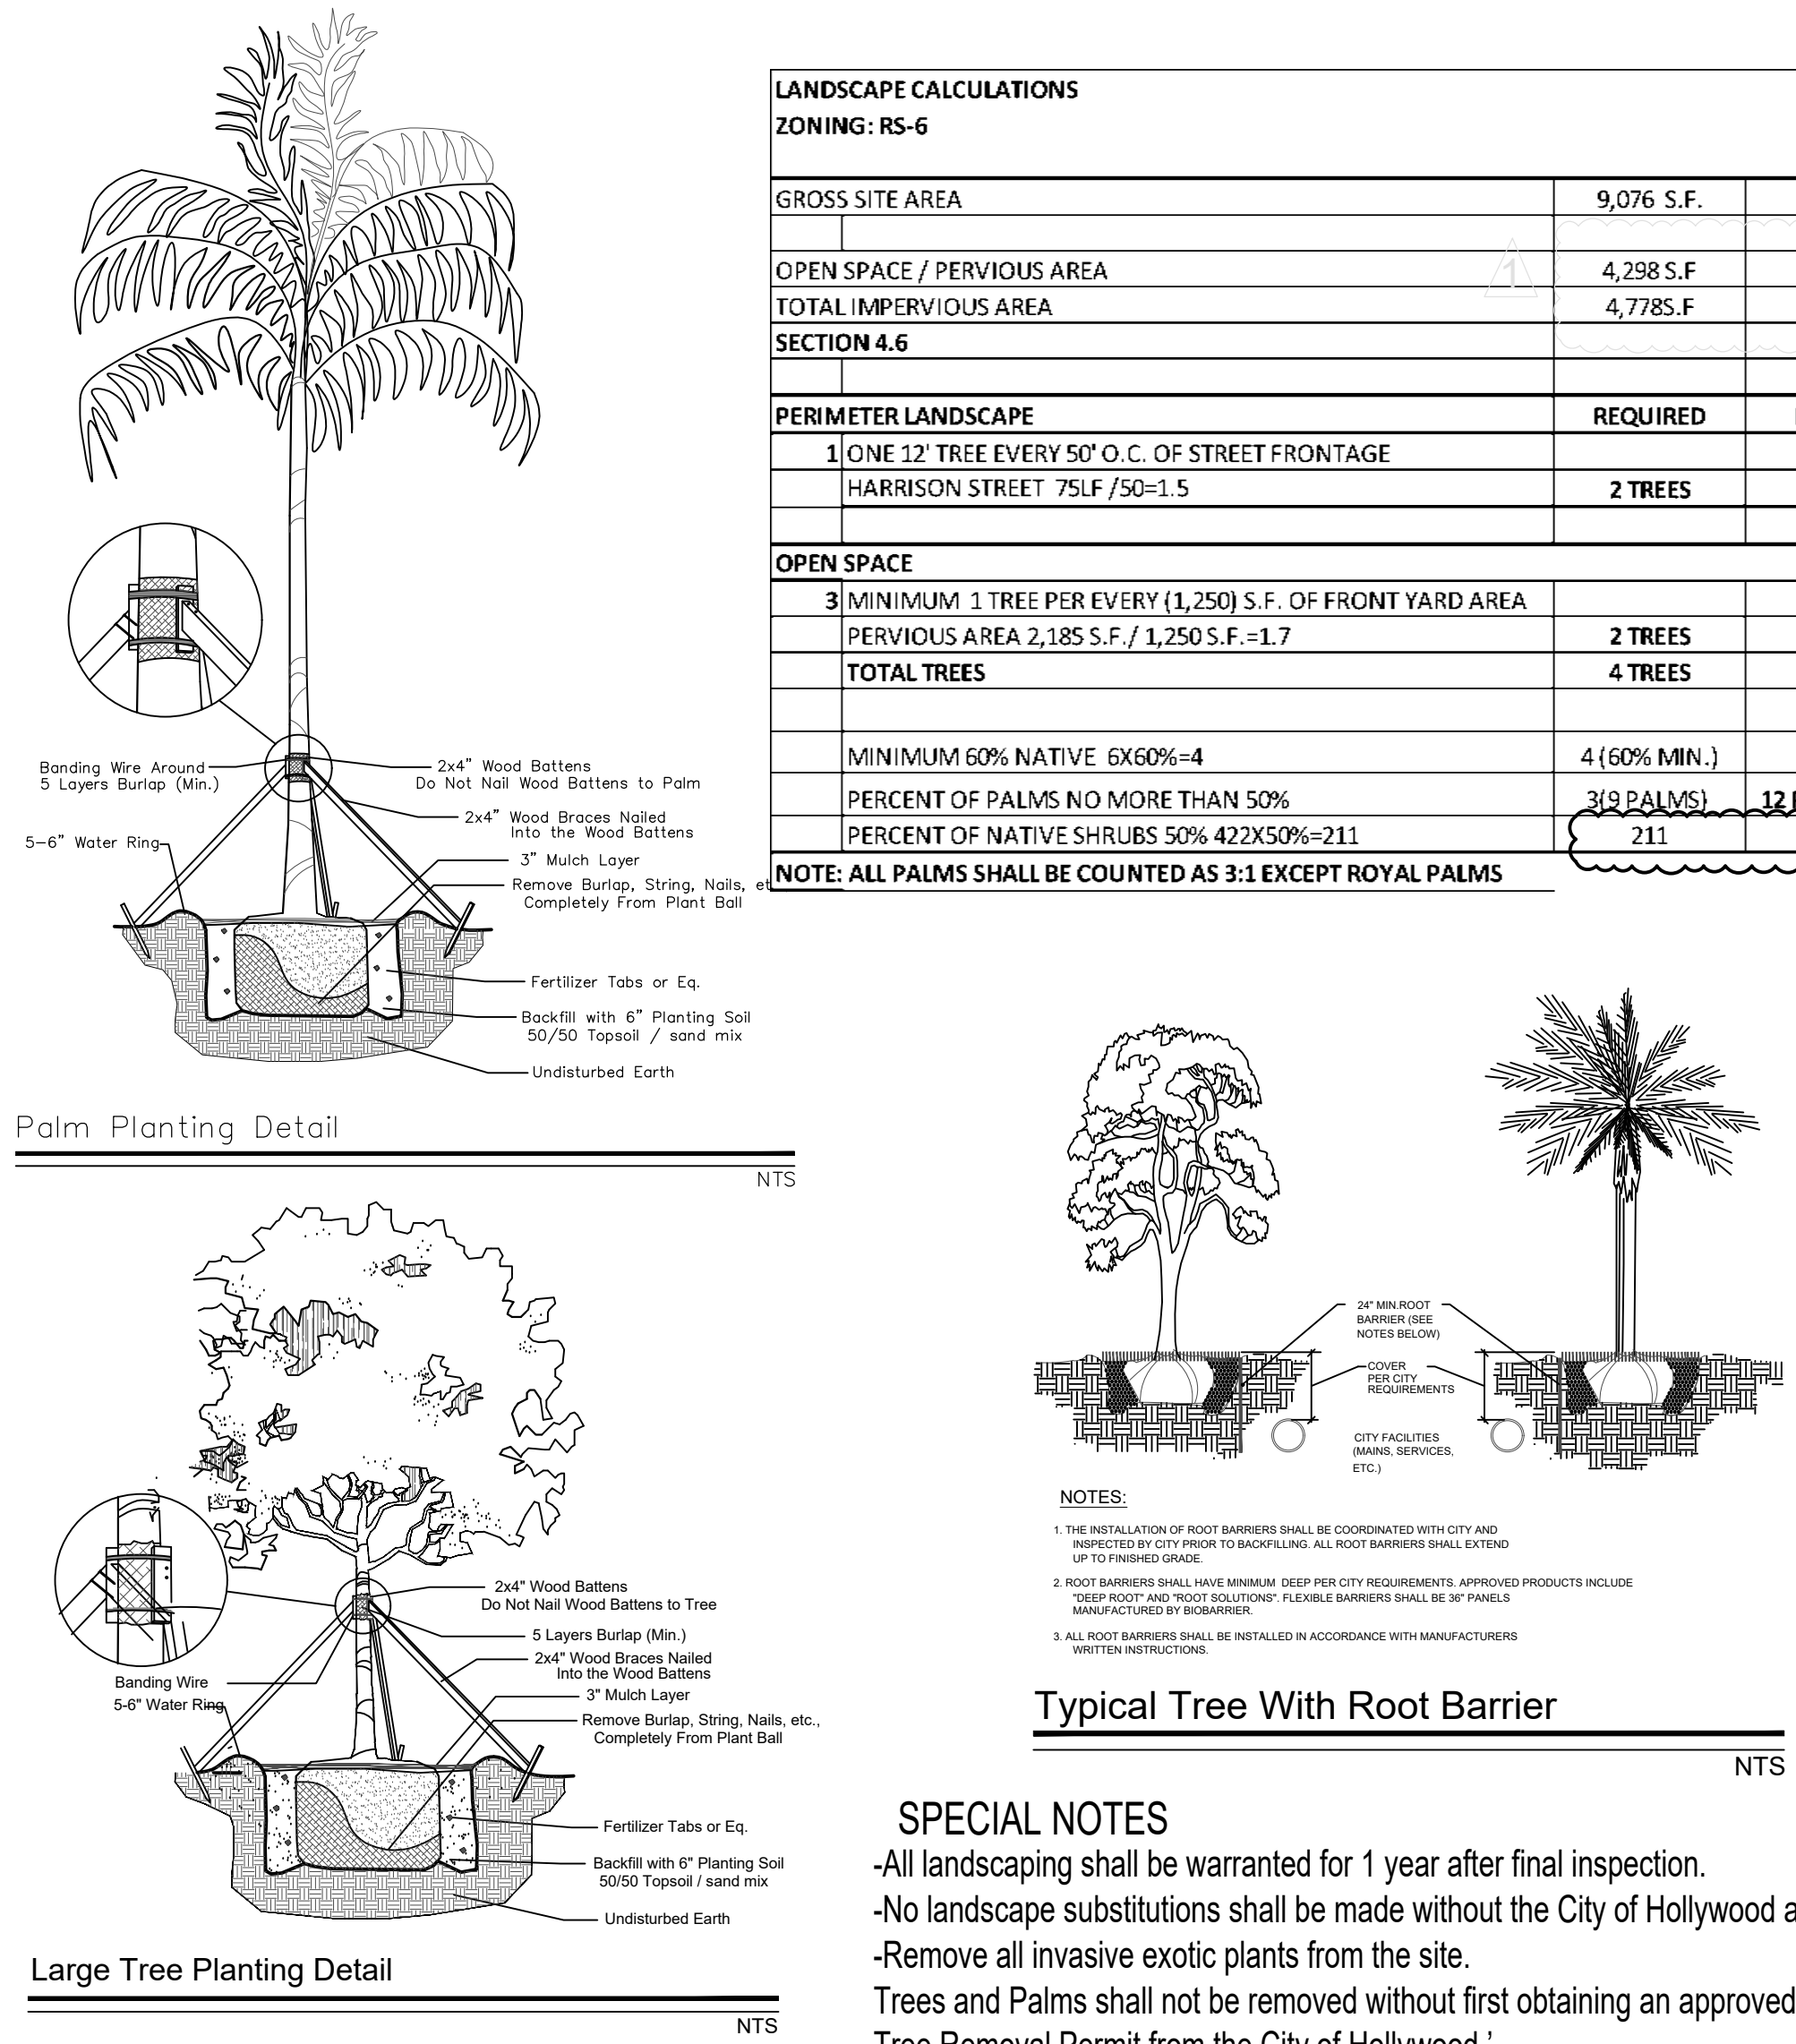 LANDSCAPE CALCULATIONS
ZONING: RS-6
GROSS SITE AREA 9,076 S.F.
1
OPEN SPACE / PERVIOUS AREA 4,298 S.F
TOTAL IMPERVIOUS AREA 4,778S.F
SECTION 4.6
PERIMETER LANDSCAPE REQUIRED
1 ONE 12' TREE EVERY 50' O.C. OF STREET FRONTAGE
HARRISON STREET 75LF /50=1.5 2 TREES
OPEN SPACE
3 MINIMUM 1 TREE PER EVERY (1,250) S.F. OF FRONT YARD AREA
PERVIOUS AREA 2,185 S.F./ 1,250 S.F.=1.7 2 TREES
TOTAL TREES 4 TREES
MINIMUM 60% NATIVE 6X60%=4 4 (60% MIN.)
PERCENT OF PALMS NO MORE THAN 50% 3(9 PALMS) 12
PERCENT OF NATIVE SHRUBS 50% 422X50%=211 211
NOTE: ALL PALMS SHALL BE COUNTED AS 3:1 EXCEPT ROYAL PALMS
Banding Wire Around
5 Layers Burlap (Min.)
2x4" Wood Battens
Do Not Nail Wood Battens to Palm
2x4" Wood Braces Nailed
Into the Wood Battens
5-6" Water Ring
3" Mulch Layer
Remove Burlap, String, Nails, et
Completely From Plant Ball
Fertilizer Tabs or Eq.
Backfill with 6" Planting Soil
50/50 Topsoil / sand mix
Undisturbed Earth
Palm Planting Detail
NTS
2x4" Wood Battens
Do Not Nail Wood Battens to Tree
5 Layers Burlap (Min.)
2x4" Wood Braces Nailed
Into the Wood Battens
Banding Wire
5-6" Water Ring
3" Mulch Layer
Remove Burlap, String, Nails, etc.,
Completely From Plant Ball
Fertilizer Tabs or Eq.
Backfill with 6" Planting Soil
50/50 Topsoil / sand mix
Undisturbed Earth
Large Tree Planting Detail
NTS
24" MIN.ROOT
BARRIER (SEE
NOTES BELOW)
COVER
PER CITY
REQUIREMENTS
CITY FACILITIES
(MAINS, SERVICES,
ETC.)
NOTES:
1. THE INSTALLATION OF ROOT BARRIERS SHALL BE COORDINATED WITH CITY AND
INSPECTED BY CITY PRIOR TO BACKFILLING. ALL ROOT BARRIERS SHALL EXTEND
UP TO FINISHED GRADE.
2. ROOT BARRIERS SHALL HAVE MINIMUM DEEP PER CITY REQUIREMENTS. APPROVED PRODUCTS INCLUDE
"DEEP ROOT" AND "ROOT SOLUTIONS". FLEXIBLE BARRIERS SHALL BE 36" PANELS
MANUFACTURED BY BIOBARRIER.
3. ALL ROOT BARRIERS SHALL BE INSTALLED IN ACCORDANCE WITH MANUFACTURERS
WRITTEN INSTRUCTIONS.
Typical Tree With Root Barrier
NTS
SPECIAL NOTES
-All landscaping shall be warranted for 1 year after final inspection.
-No landscape substitutions shall be made without the City of Hollywood a
-Remove all invasive exotic plants from the site.
Trees and Palms shall not be removed without first obtaining an approved
Tree Removal Permit from the City of Hollywood.'